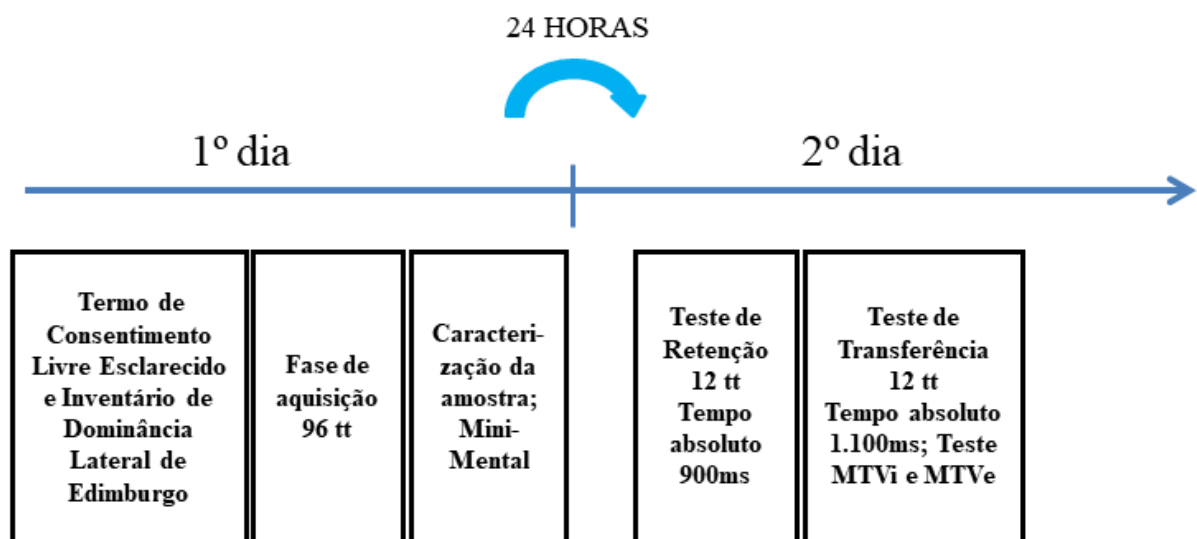 24 HORAS
1º dia
2º dia
Termo de
Consentimento
Livre Esclarecido
e Inventário de
Dominância
Lateral de
Edimburgo
Fase de
aquisição
96 tt
Caracteri-
zação da
amostra;
Mini-
Mental
Teste de
Retenção
12 tt
Tempo
absoluto
900ms
Teste de
Transferência
12 tt
Tempo absoluto
1.100ms; Teste
MTVi e MTVe